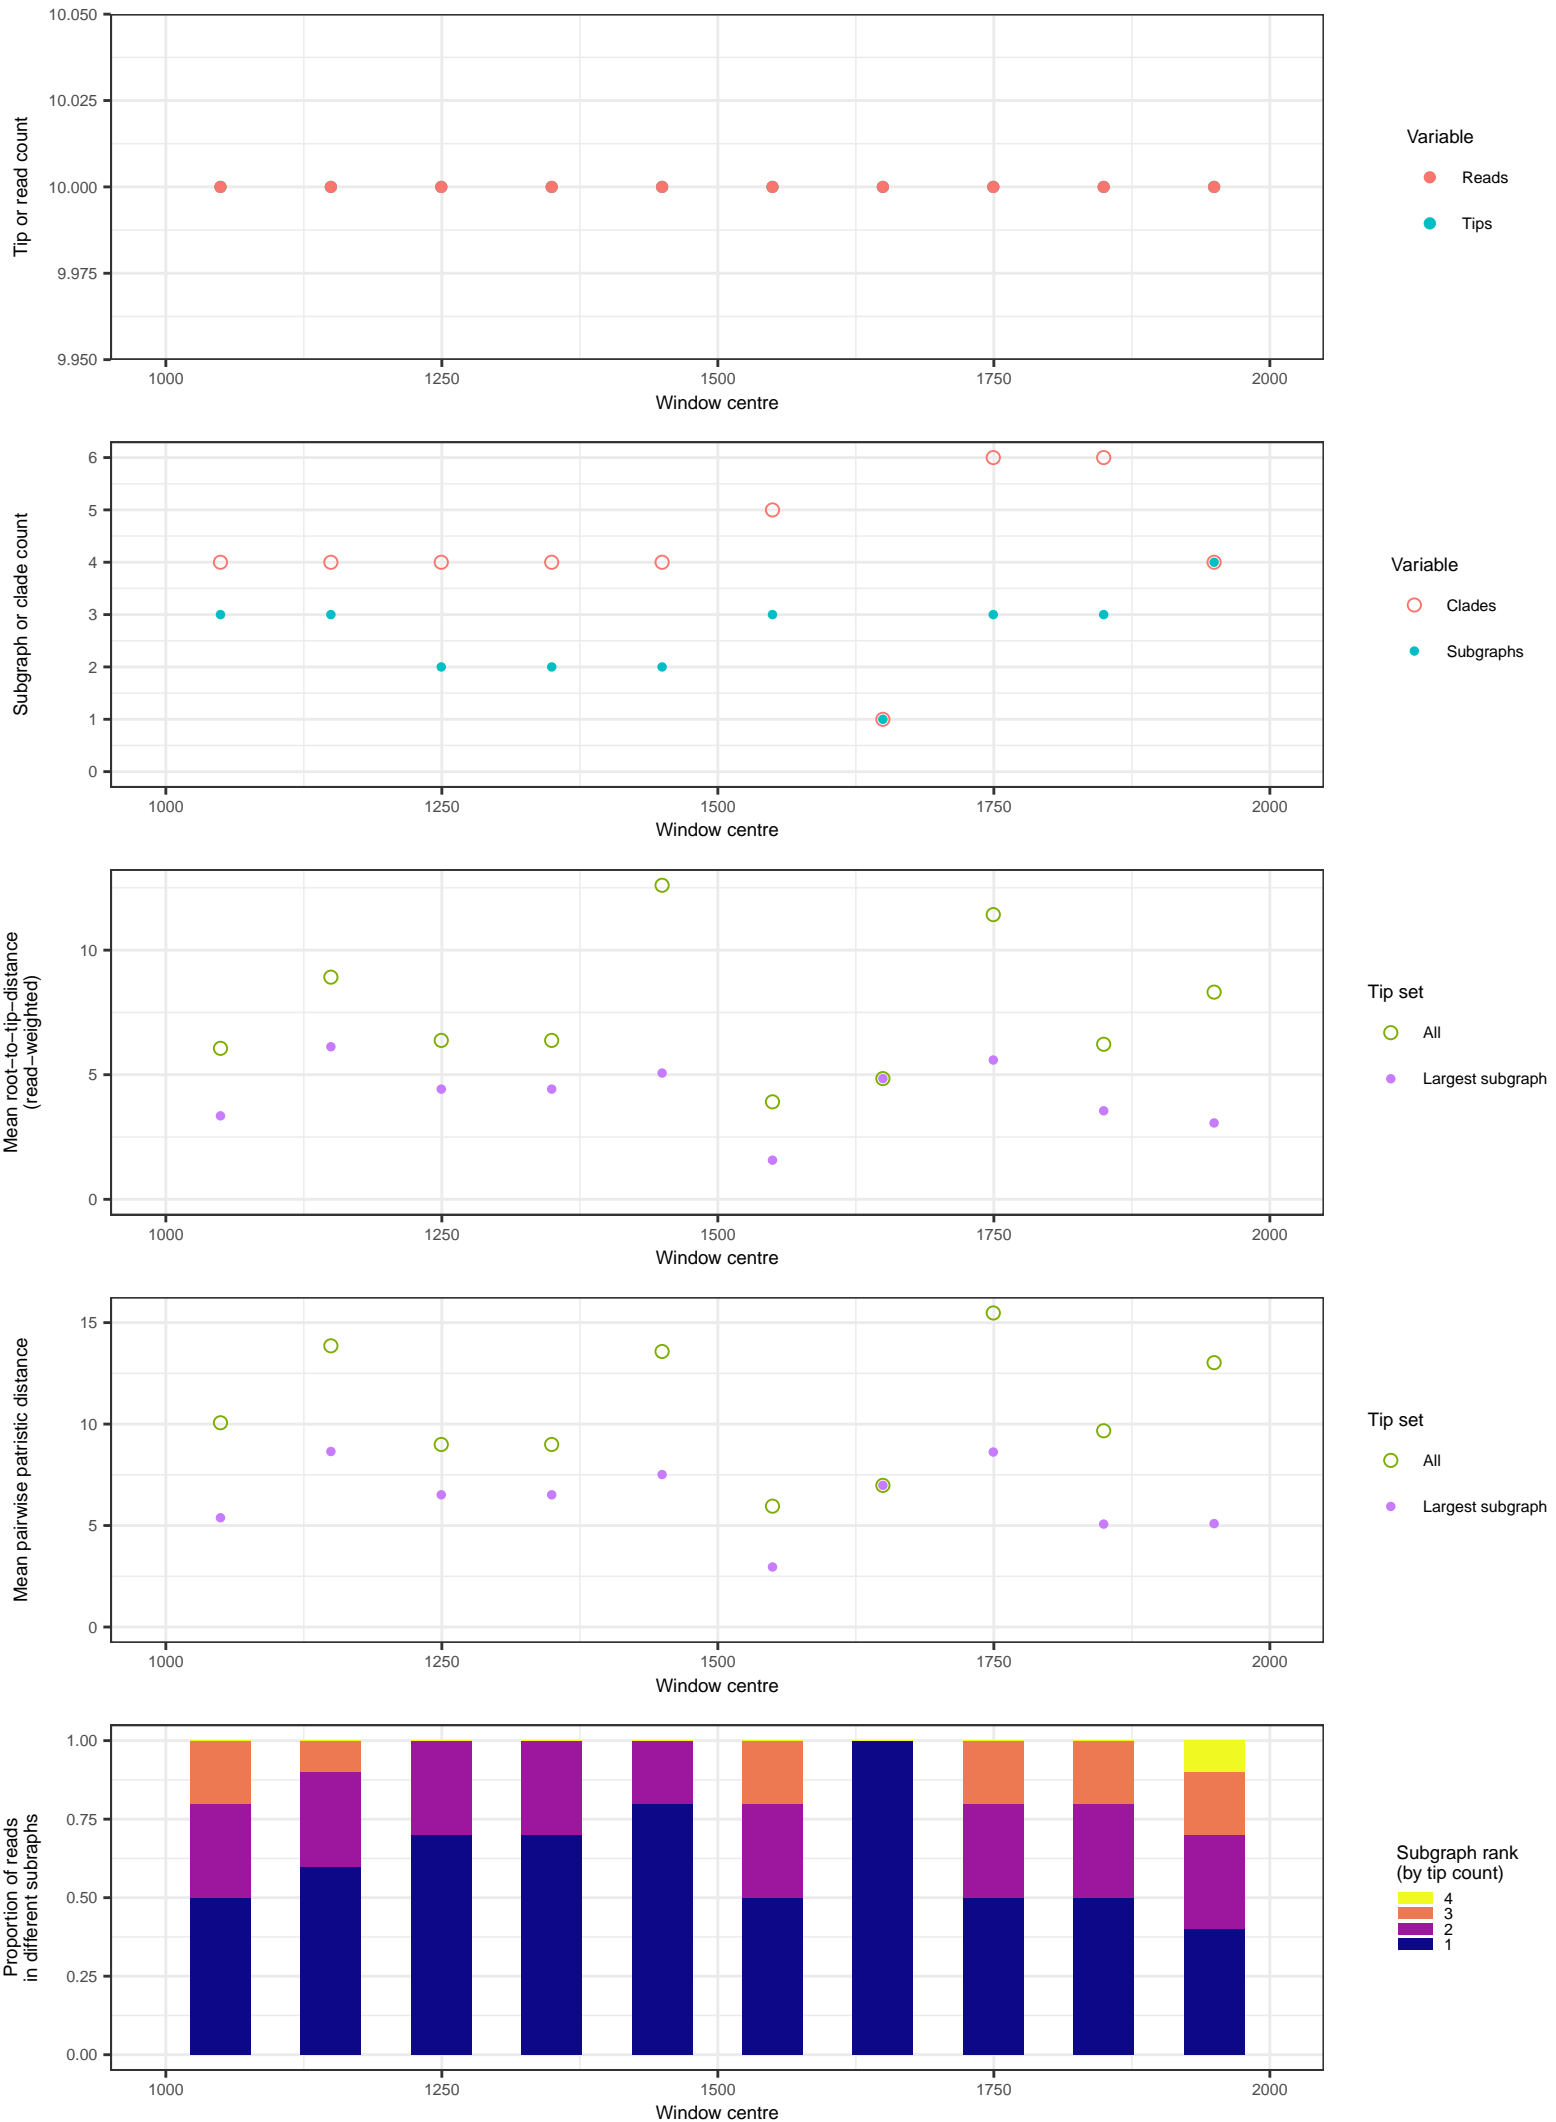 10.050
10.025
10.000
9.975
9.950
Tip or read count
1000 1250 1500 1750 2000
Window centre
Variable
Reads
Tips
6
5
4
3
2
1
0
Subgraph or clade count
1000 1250 1500 1750 2000
Window centre
Variable
Clades
Subgraphs
10
5
0
Mean root−to−tip−distance
(read−weighted)
1000 1250 1500 1750 2000
Window centre
Tip set
All
Largest subgraph
15
10
5
0
Mean pairwise patristic distance
1000 1250 1500 1750 2000
Window centre
Tip set
All
Largest subgraph
1.00
0.75
0.50
0.25
0.00
Proportion of reads
in different subraphs
1000 1250 1500 1750 2000
Window centre
Subgraph rank
(by tip count)
4
3
2
1